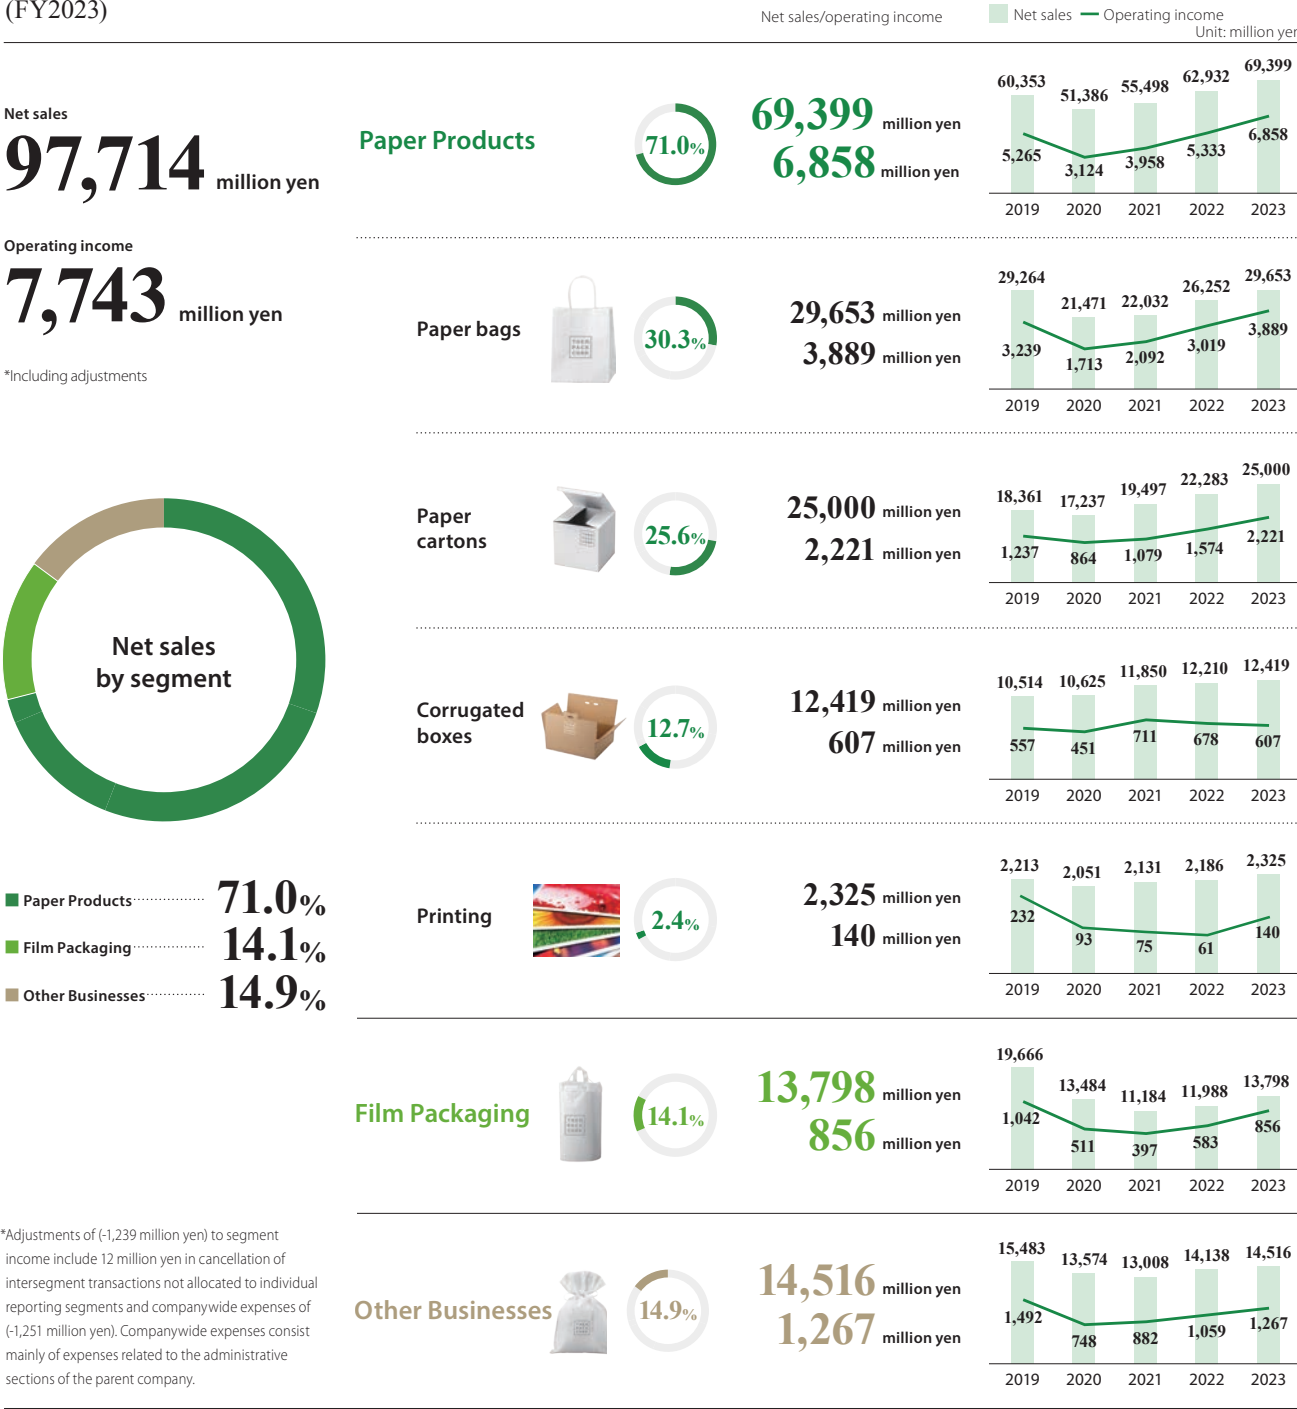 (FY2023)
Net sales/operating income
Net sales Operating income
Unit: million yen
Net sales
97,714 million yen
Operating income
7,743 million yen
*Including adjustments
Net sales
by segment
Paper Products 71.0%
Film Packaging 14.1%
Other Businesses 14.9%
*Adjustments of (-1,239 million yen) to segment
income include 12 million yen in cancellation of
intersegment transactions not allocated to individual
reporting segments and companywide expenses of
(-1,251 million yen). Companywide expenses consist
mainly of expenses related to the administrative
sections of the parent company.
Paper Products
71.0%
69,399 million yen
6,858 million yen
60,353 51,386 55,498 62,932 69,399
5,265 3,124 3,958 5,333 6,858
2019 2020 2021 2022 2023
Paper bags
30.3%
29,653 million yen
3,889 million yen
29,264 21,471 22,032 26,252 29,653
3,239 1,713 2,092 3,019 3,889
2019 2020 2021 2022 2023
Paper
cartons
25.6%
25,000 million yen
2,221 million yen
18,361 17,237 19,497 22,283 25,000
1,237 864 1,079 1,574 2,221
2019 2020 2021 2022 2023
Corrugated
boxes
12.7%
12,419 million yen
607 million yen
10,514 10,625 11,850 12,210 12,419
557 451 711 678 607
2019 2020 2021 2022 2023
Printing
2.4%
2,325 million yen
140 million yen
2,213 2,051 2,131 2,186 2,325
232 93 75 61 140
2019 2020 2021 2022 2023
Film Packaging
14.1%
13,798 million yen
856 million yen
19,666 13,484 11,184 11,988 13,798
1,042 511 397 583 856
2019 2020 2021 2022 2023
Other Businesses
14.9%
14,516 million yen
1,267 million yen
15,483 13,574 13,008 14,138 14,516
1,492 748 882 1,059 1,267
2019 2020 2021 2022 2023